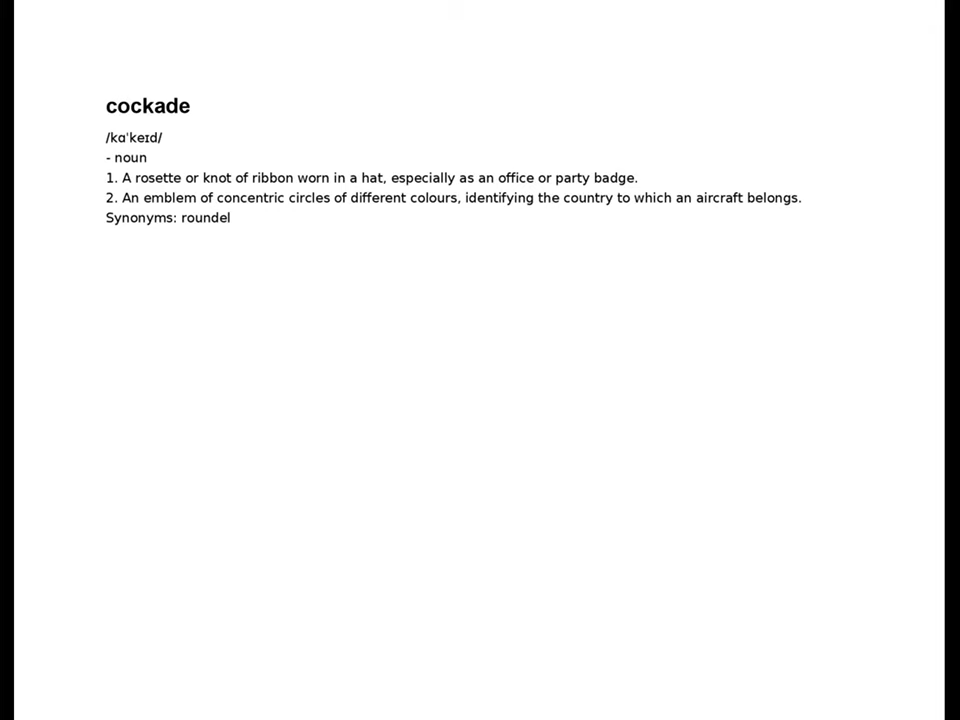 cockade
/kɑˈkeɪd/
- noun
1. A rosette or knot of ribbon worn in a hat, especially as an office or party badge.
2. An emblem of concentric circles of different colours, identifying the country to which an aircraft belongs.
Synonyms: roundel